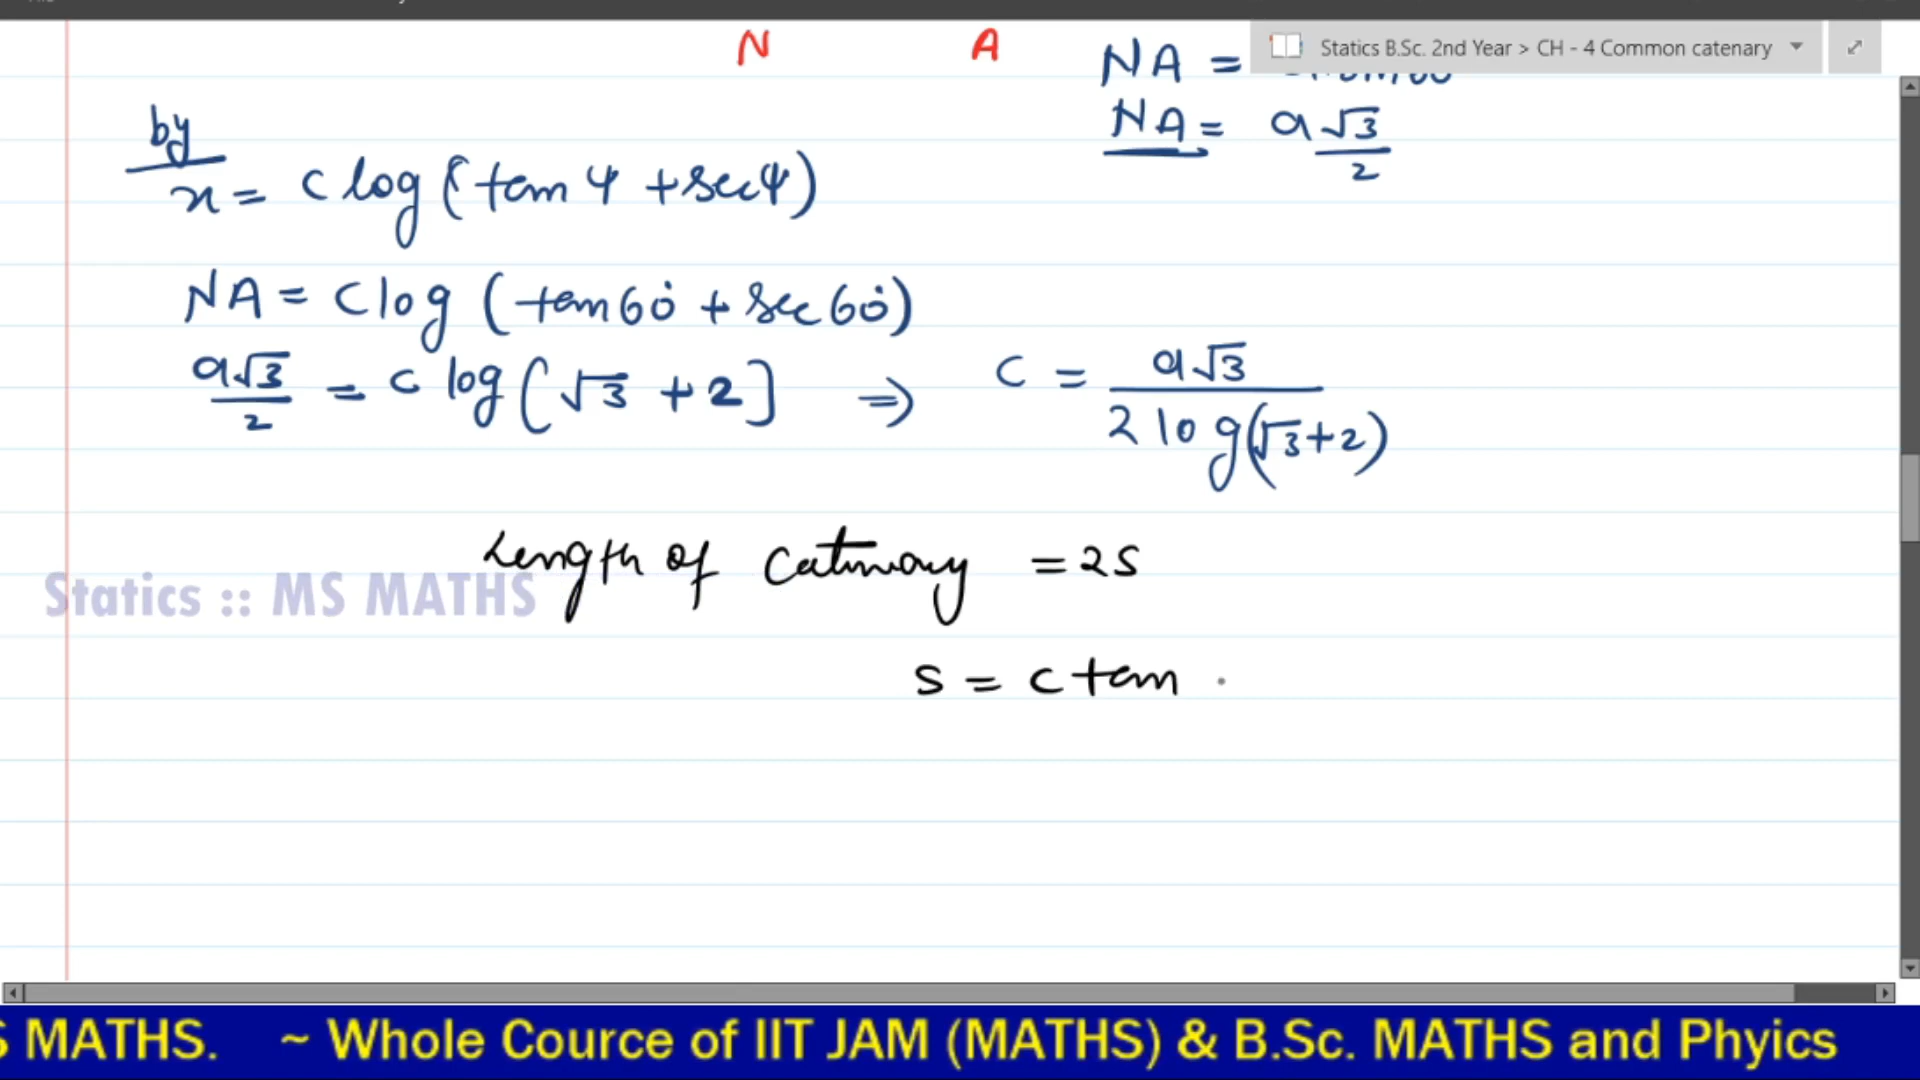 N A
NA =
Statics B.Sc. 2nd Year > CH - 4 Common catenary
NA = a√3/2
by
x = c log (tan ψ + sec ψ)
NA = c log (tan 60° + sec 60°)
a√3/2 = c log [√3 + 2] ⇒ c = a√3/2 log(√3+2)
Length of Catenary = 2s
Statics :: MS MATHS
s = c tan
S MATHS. ~ Whole Cource of IIT JAM (MATHS) & B.Sc. MATHS and Phyics